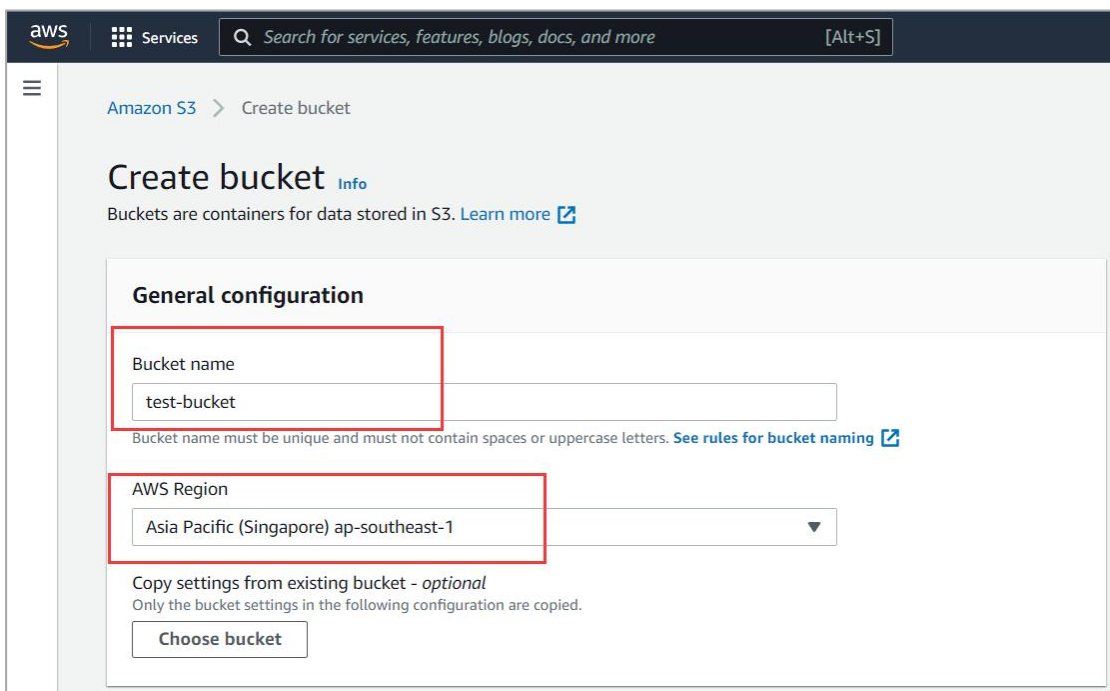 aws Services Search for services, features, blogs, docs, and more [Alt+S]
Amazon S3 > Create bucket
Create bucket Info
Buckets are containers for data stored in S3. Learn more
General configuration
Bucket name
test-bucket
Bucket name must be unique and must not contain spaces or uppercase letters. See rules for bucket naming
AWS Region
Asia Pacific (Singapore) ap-southeast-1
Copy settings from existing bucket - optional
Only the bucket settings in the following configuration are copied.
Choose bucket